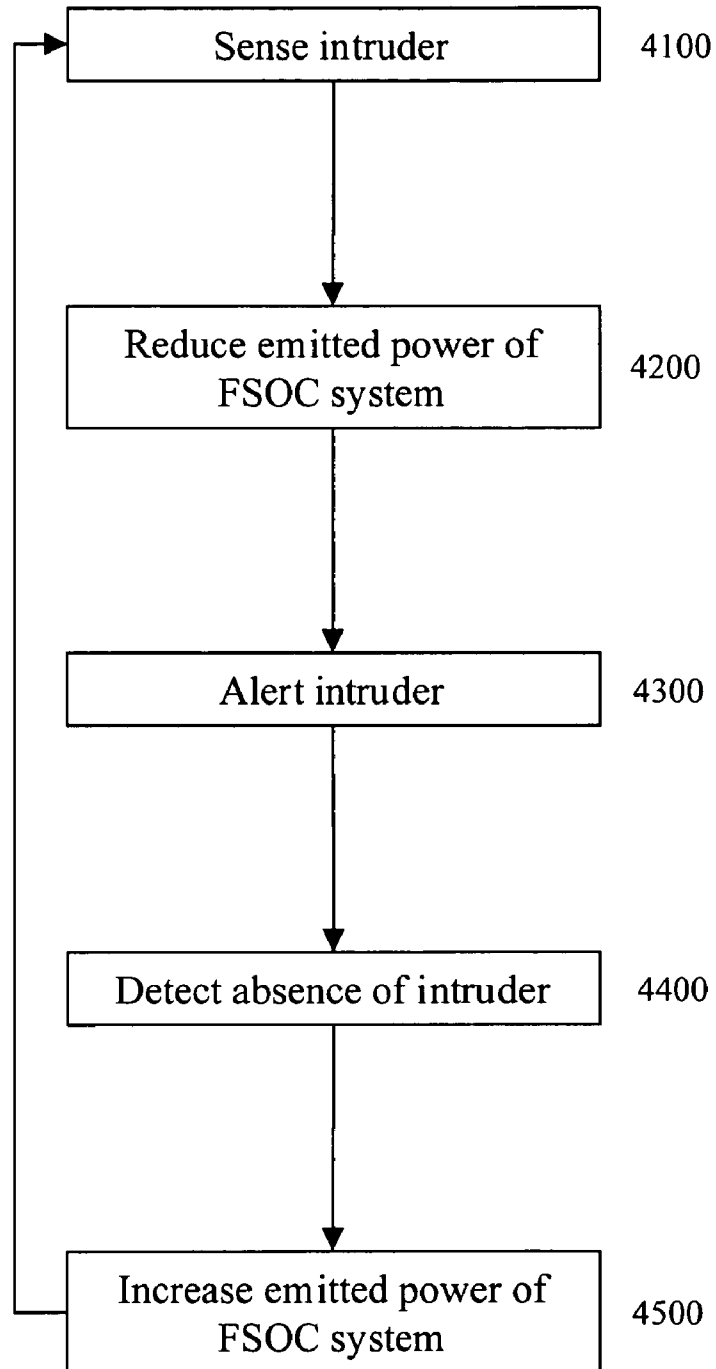 Sense intruder 4100
Reduce emitted power of
FSOC system 4200
Alert intruder 4300
Detect absence of intruder 4400
Increase emitted power of
FSOC system 4500